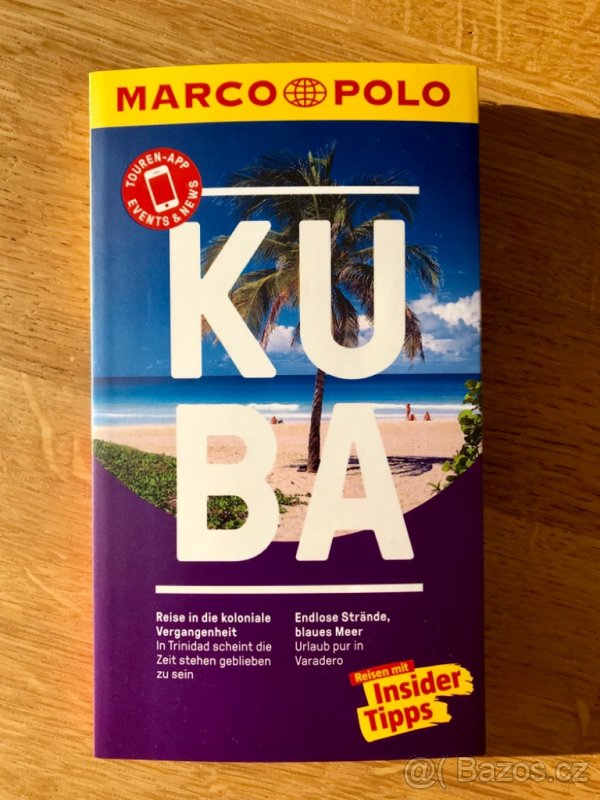 MARCO POLO
TOUREN-APP
EVENTS & NEWS
KU
BA
Reise in die koloniale
Vergangenheit
In Trinidad scheint die
Zeit stehen geblieben
zu sein
Endlose Strände,
blaues Meer
Urlaub pur in
Varadero
Reisen mit
Insider
Tipps
@( Bazos.cz